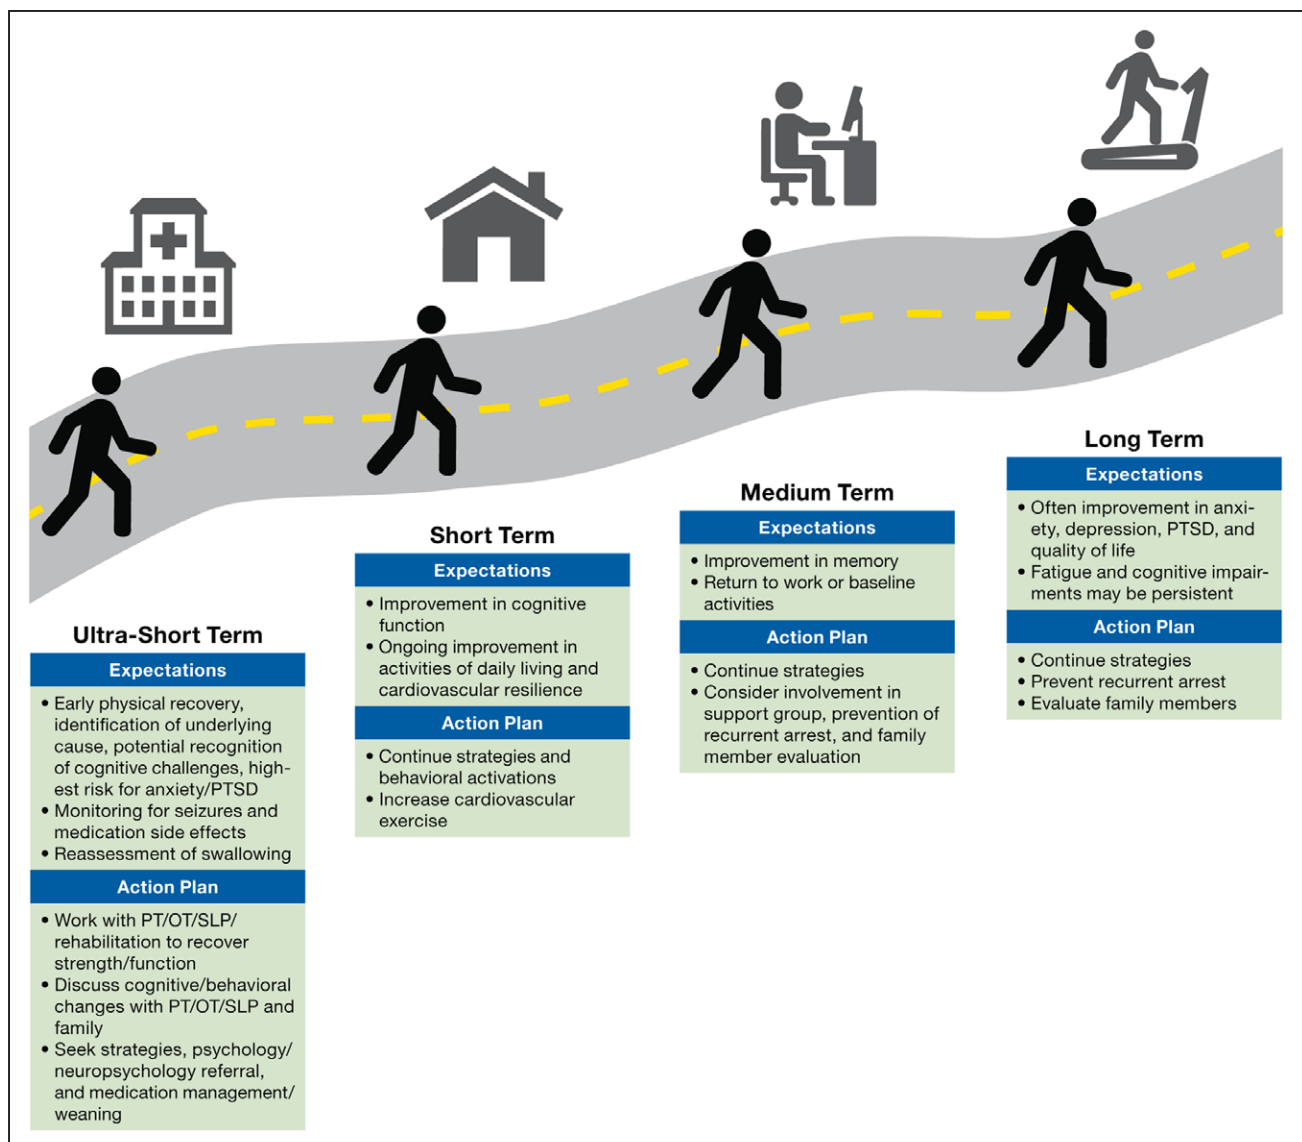 Ultra-Short Term
Expectations
• Early physical recovery,
identification of underlying
cause, potential recognition
of cognitive challenges, high-
est risk for anxiety/PTSD
• Monitoring for seizures and
medication side effects
• Reassessment of swallowing
Action Plan
• Work with PT/OT/SLP/
rehabilitation to recover
strength/function
• Discuss cognitive/behavioral
changes with PT/OT/SLP and
family
• Seek strategies, psychology/
neuropsychology referral,
and medication management/
weaning
Short Term
Expectations
• Improvement in cognitive
function
• Ongoing improvement in
activities of daily living and
cardiovascular resilience
Action Plan
• Continue strategies and
behavioral activations
• Increase cardiovascular
exercise
Medium Term
Expectations
• Improvement in memory
• Return to work or baseline
activities
Action Plan
• Continue strategies
• Consider involvement in
support group, prevention of
recurrent arrest, and family
member evaluation
Long Term
Expectations
• Often improvement in anxi-
ety, depression, PTSD, and
quality of life
• Fatigue and cognitive impair-
ments may be persistent
Action Plan
• Continue strategies
• Prevent recurrent arrest
• Evaluate family members